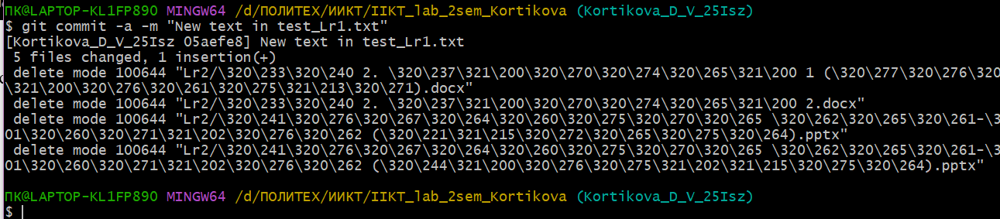 ПК@LAPTOP-KL1FP890 MINGW64 /d/ПОЛИТЕХ/ИИКТ/IIKT_lab_2sem_Kortikova (Kortikova_D_V_25Isz)
$ git commit -a -m "New text in test_Lr1.txt"
[Kortikova_D_V_25Isz 05aefe8] New text in test_Lr1.txt
 5 files changed, 1 insertion(+)
 delete mode 100644 "Lr2/\320\233\320\240 2. \320\237\321\200\320\270\320\274\320\265\321\200 1 (\320\277\320\276\320
\321\200\320\276\320\261\320\275\321\213\320\271).docx"
 delete mode 100644 "Lr2/\320\233\320\240 2. \320\237\321\200\320\270\320\274\320\265\321\200 2.docx"
 delete mode 100644 "Lr2/\320\241\320\276\320\267\320\264\320\260\320\275\320\270\320\265 \320\262\320\265\320\261-\3
01\320\260\320\271\321\202\320\276\320\262 (\320\221\321\215\320\272\320\265\320\275\320\264).pptx"
 delete mode 100644 "Lr2/\320\241\320\276\320\267\320\264\320\260\320\275\320\270\320\265 \320\262\320\265\320\261-\3
01\320\260\320\271\321\202\320\276\320\262 (\320\244\321\200\320\276\320\275\321\202\321\215\320\275\320\264).pptx"
ПК@LAPTOP-KL1FP890 MINGW64 /d/ПОЛИТЕХ/ИИКТ/IIKT_lab_2sem_Kortikova (Kortikova_D_V_25Isz)
$